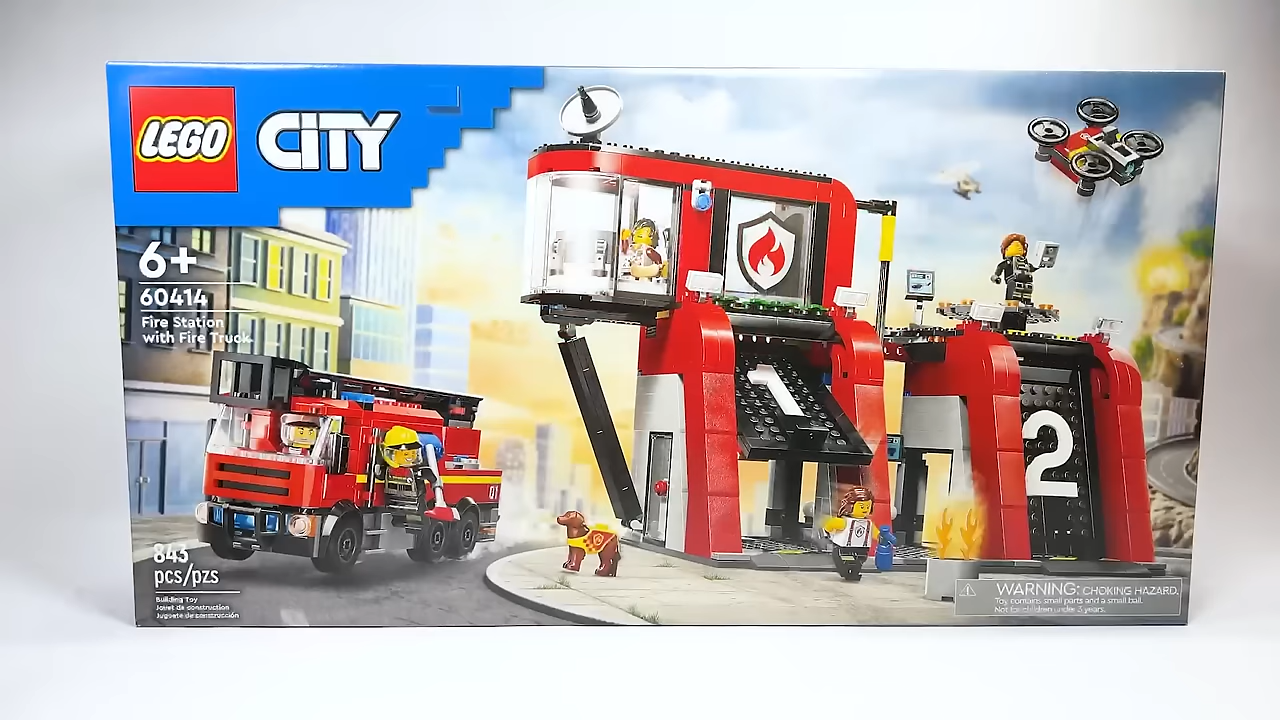 LEGO
CITY
6+
60414
Fire Station
with Fire Truck
843
pcs/pzs
Building Toy
Jouet de construction
Juguete de construcción
1
2
01
WARNING: CHOKING HAZARD.
Toy contains small parts and a small ball.
Not for children under 3 years.